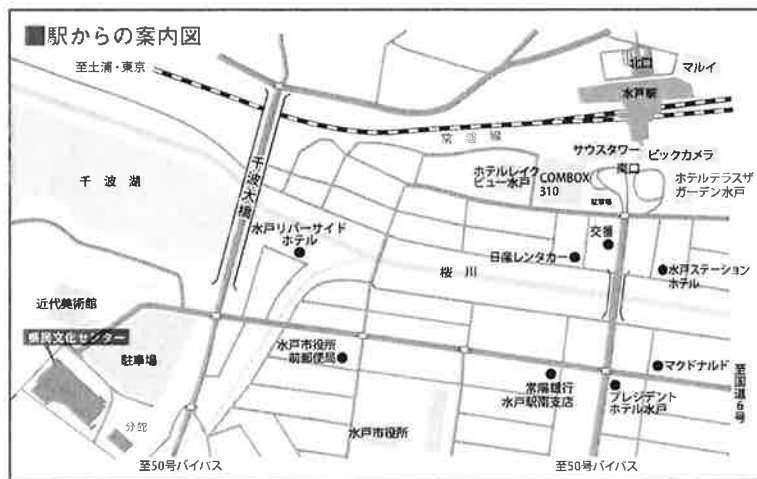 ■駅からの案内図
至土浦・東京
北口
マルイ
水戸駅
常磐線
サウスタワー
ビックカメラ
南口
千波湖
千波大橋
ホテルレイク
ビュー水戸
COMBOX
310
駐車場
ホテルテラスザ
ガーデン水戸
水戸リバーサイド
ホテル
交番
日産レンタカー
桜川
水戸ステーション
ホテル
近代美術館
県民文化センター
駐車場
水戸市役所
前郵便局
マクドナルド
常陽銀行
水戸駅南支店
プレジデント
ホテル水戸
至国道6号
分館
水戸市役所
至50号バイパス
至50号バイパス